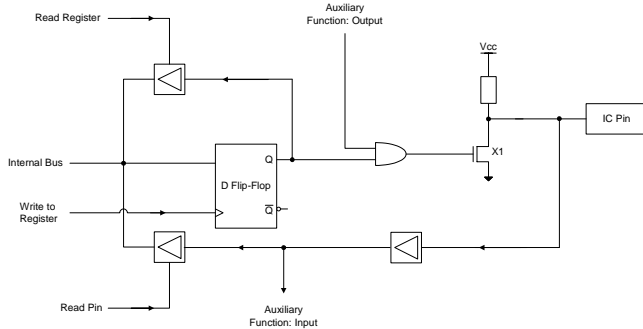 Auxiliary
Function: Output
Read Register
Vcc
IC Pin
X1
Internal Bus
Q
D Flip-Flop
Q
Write to
Register
Read Pin
Auxiliary
Function: Input